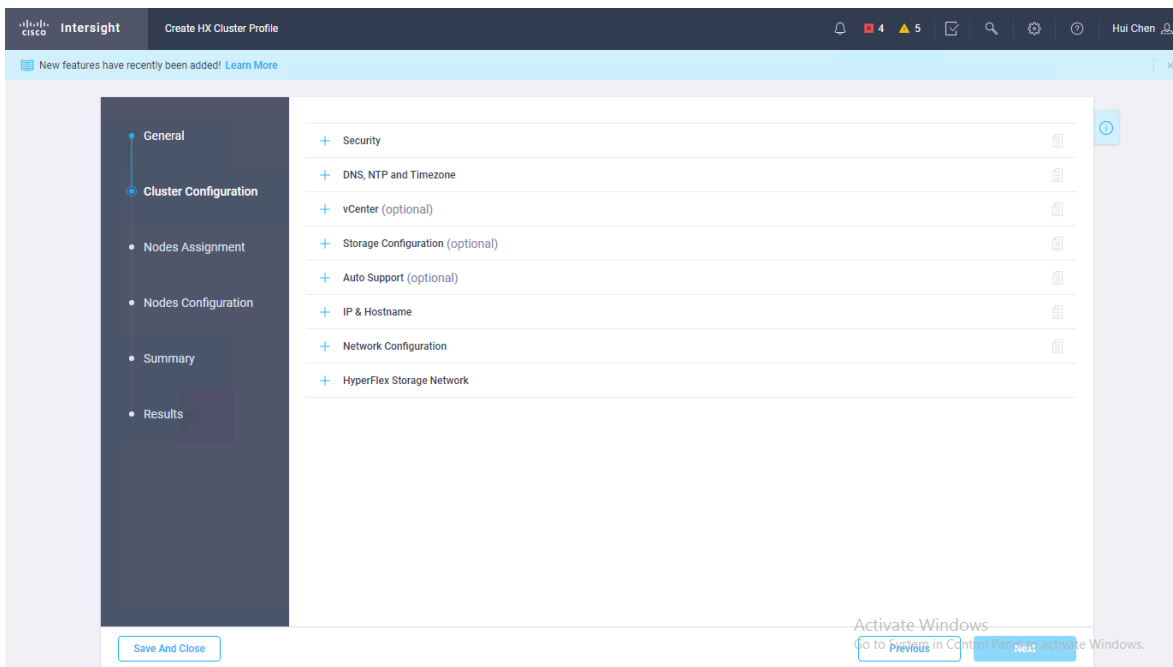 cisco Intersight Create HX Cluster Profile 4 5 Hui Chen
New features have recently been added! Learn More
General
Cluster Configuration
Nodes Assignment
Nodes Configuration
Summary
Results
Security
DNS, NTP and Timezone
vCenter (optional)
Storage Configuration (optional)
Auto Support (optional)
IP & Hostname
Network Configuration
HyperFlex Storage Network
Activate Windows
Go to System in Control Panel to activate Windows.
Save And Close
Previous
Next